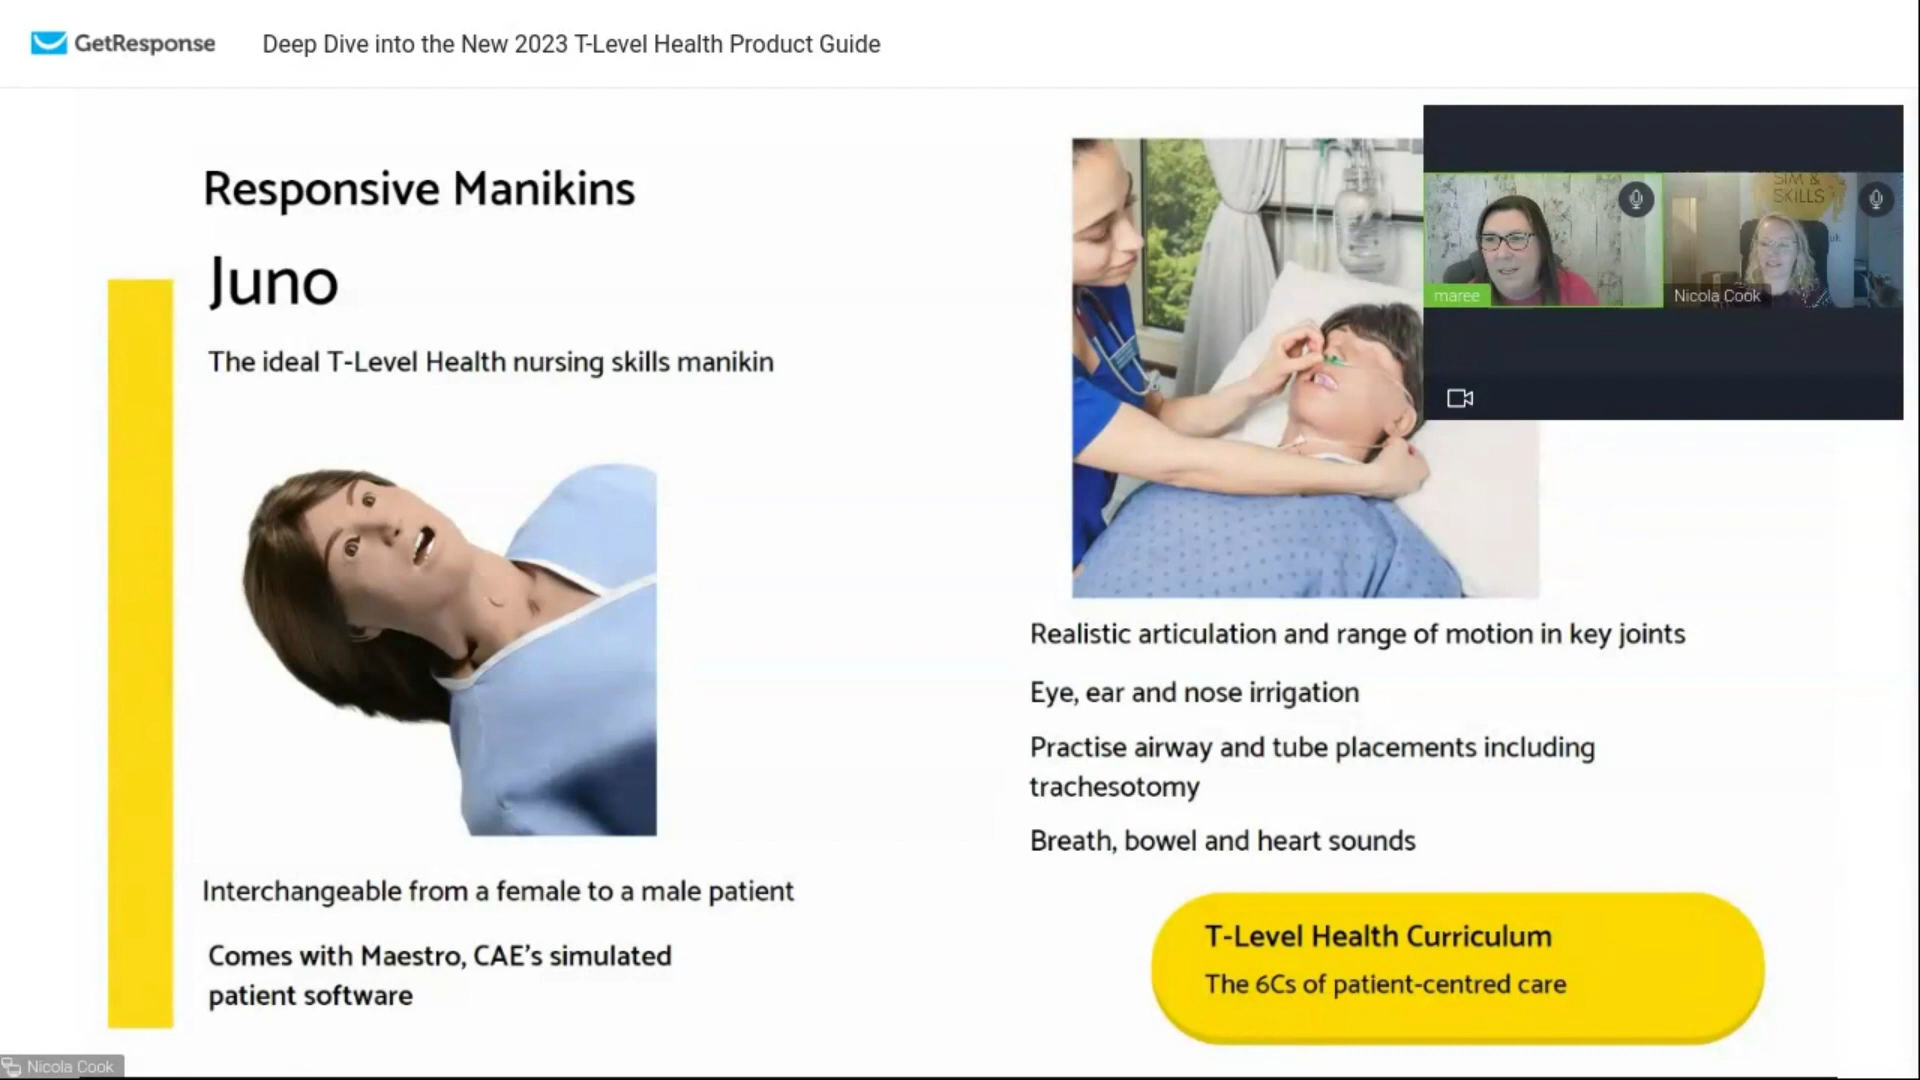 GetResponse
Deep Dive into the New 2023 T-Level Health Product Guide
Responsive Manikins
Juno
The ideal T-Level Health nursing skills manikin
Interchangeable from a female to a male patient
Comes with Maestro, CAE's simulated
patient software
SIM &
SKILLS
uk
maree
Nicola Cook
Realistic articulation and range of motion in key joints
Eye, ear and nose irrigation
Practise airway and tube placements including
trachesotomy
Breath, bowel and heart sounds
T-Level Health Curriculum
The 6Cs of patient-centred care
Nicola Cook